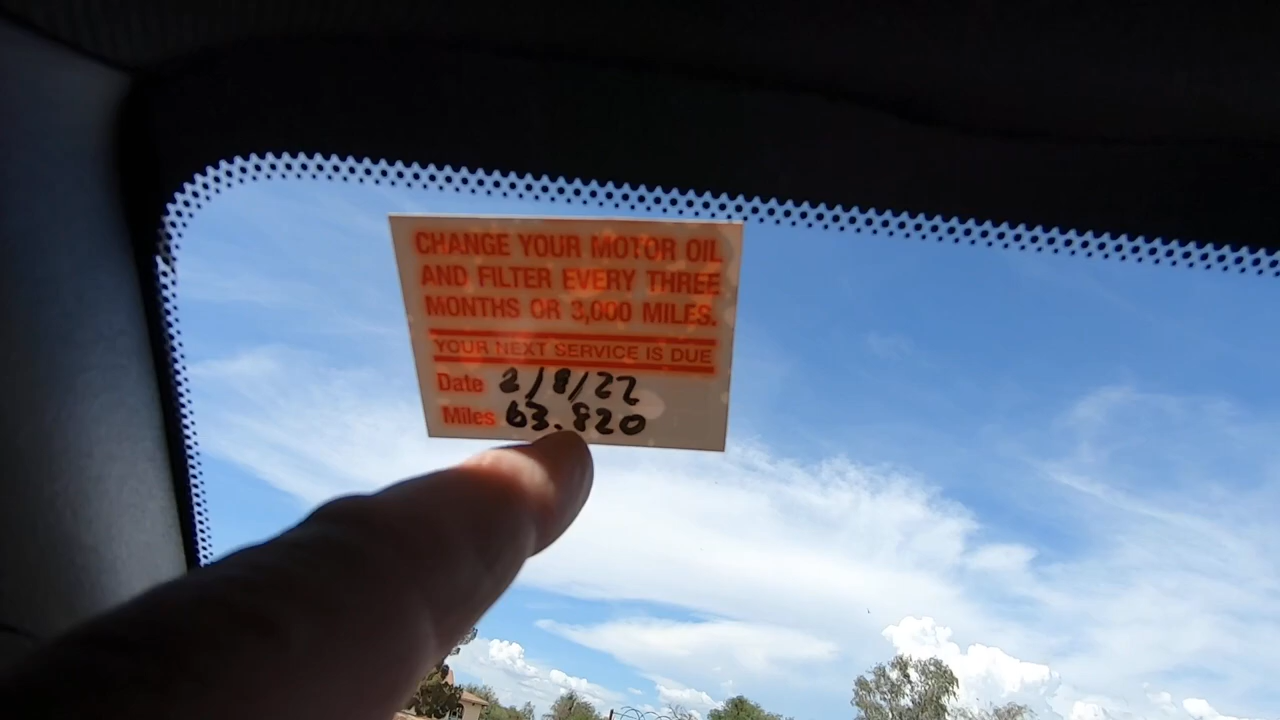 CHANGE YOUR MOTOR OIL
AND FILTER EVERY THREE
MONTHS OR 3,000 MILES.
YOUR NEXT SERVICE IS DUE
Date 2/8/22
Miles 63.820